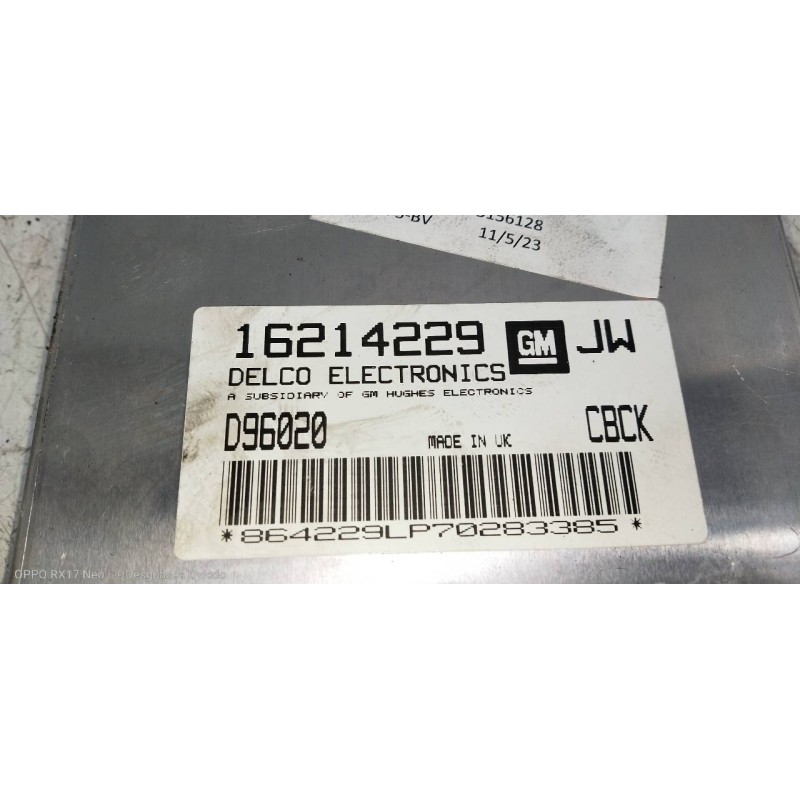 11/5/23
16214229 GM JW
DELCO ELECTRONICS
A SUBSIDIARY OF GM HUGHES ELECTRONICS
D96020 MADE IN UK CBCK
*864229LP70283385*
OPPO RX17 Neo